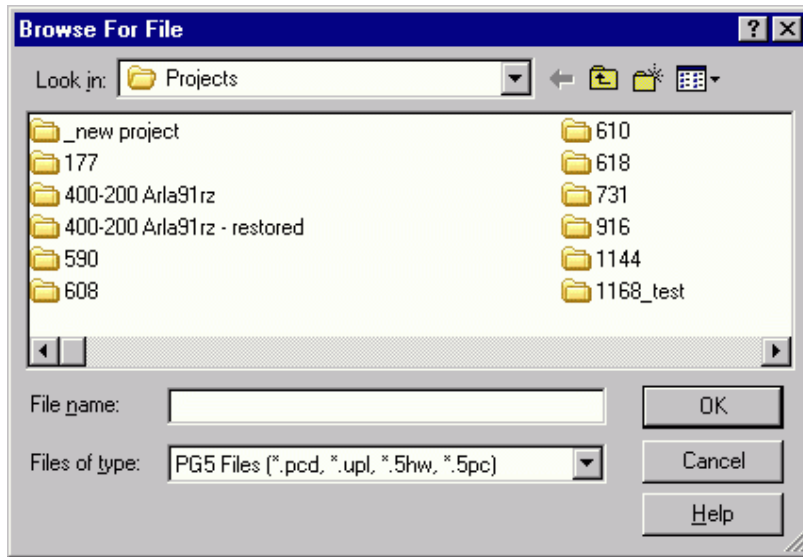 Browse For File
Look in: Projects
_new project
177
400-200 Arla91rz
400-200 Arla91rz - restored
590
608
610
618
731
916
1144
1168_test
File name:
OK
Files of type: PG5 Files (*.pcd, *.upl, *.5hw, *.5pc)
Cancel
Help